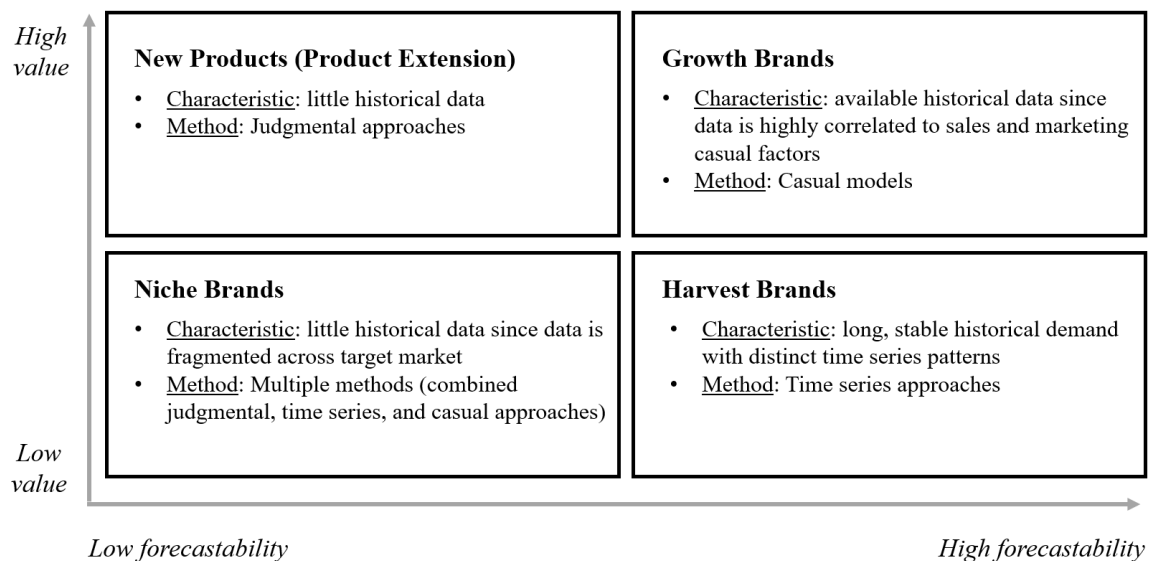 High
value
New Products (Product Extension)
• Characteristic: little historical data
• Method: Judgmental approaches
Growth Brands
• Characteristic: available historical data since
data is highly correlated to sales and marketing
casual factors
• Method: Casual models
Niche Brands
• Characteristic: little historical data since data is
fragmented across target market
• Method: Multiple methods (combined
judgmental, time series, and casual approaches)
Harvest Brands
• Characteristic: long, stable historical demand
with distinct time series patterns
• Method: Time series approaches
Low
value
Low forecastability
High forecastability